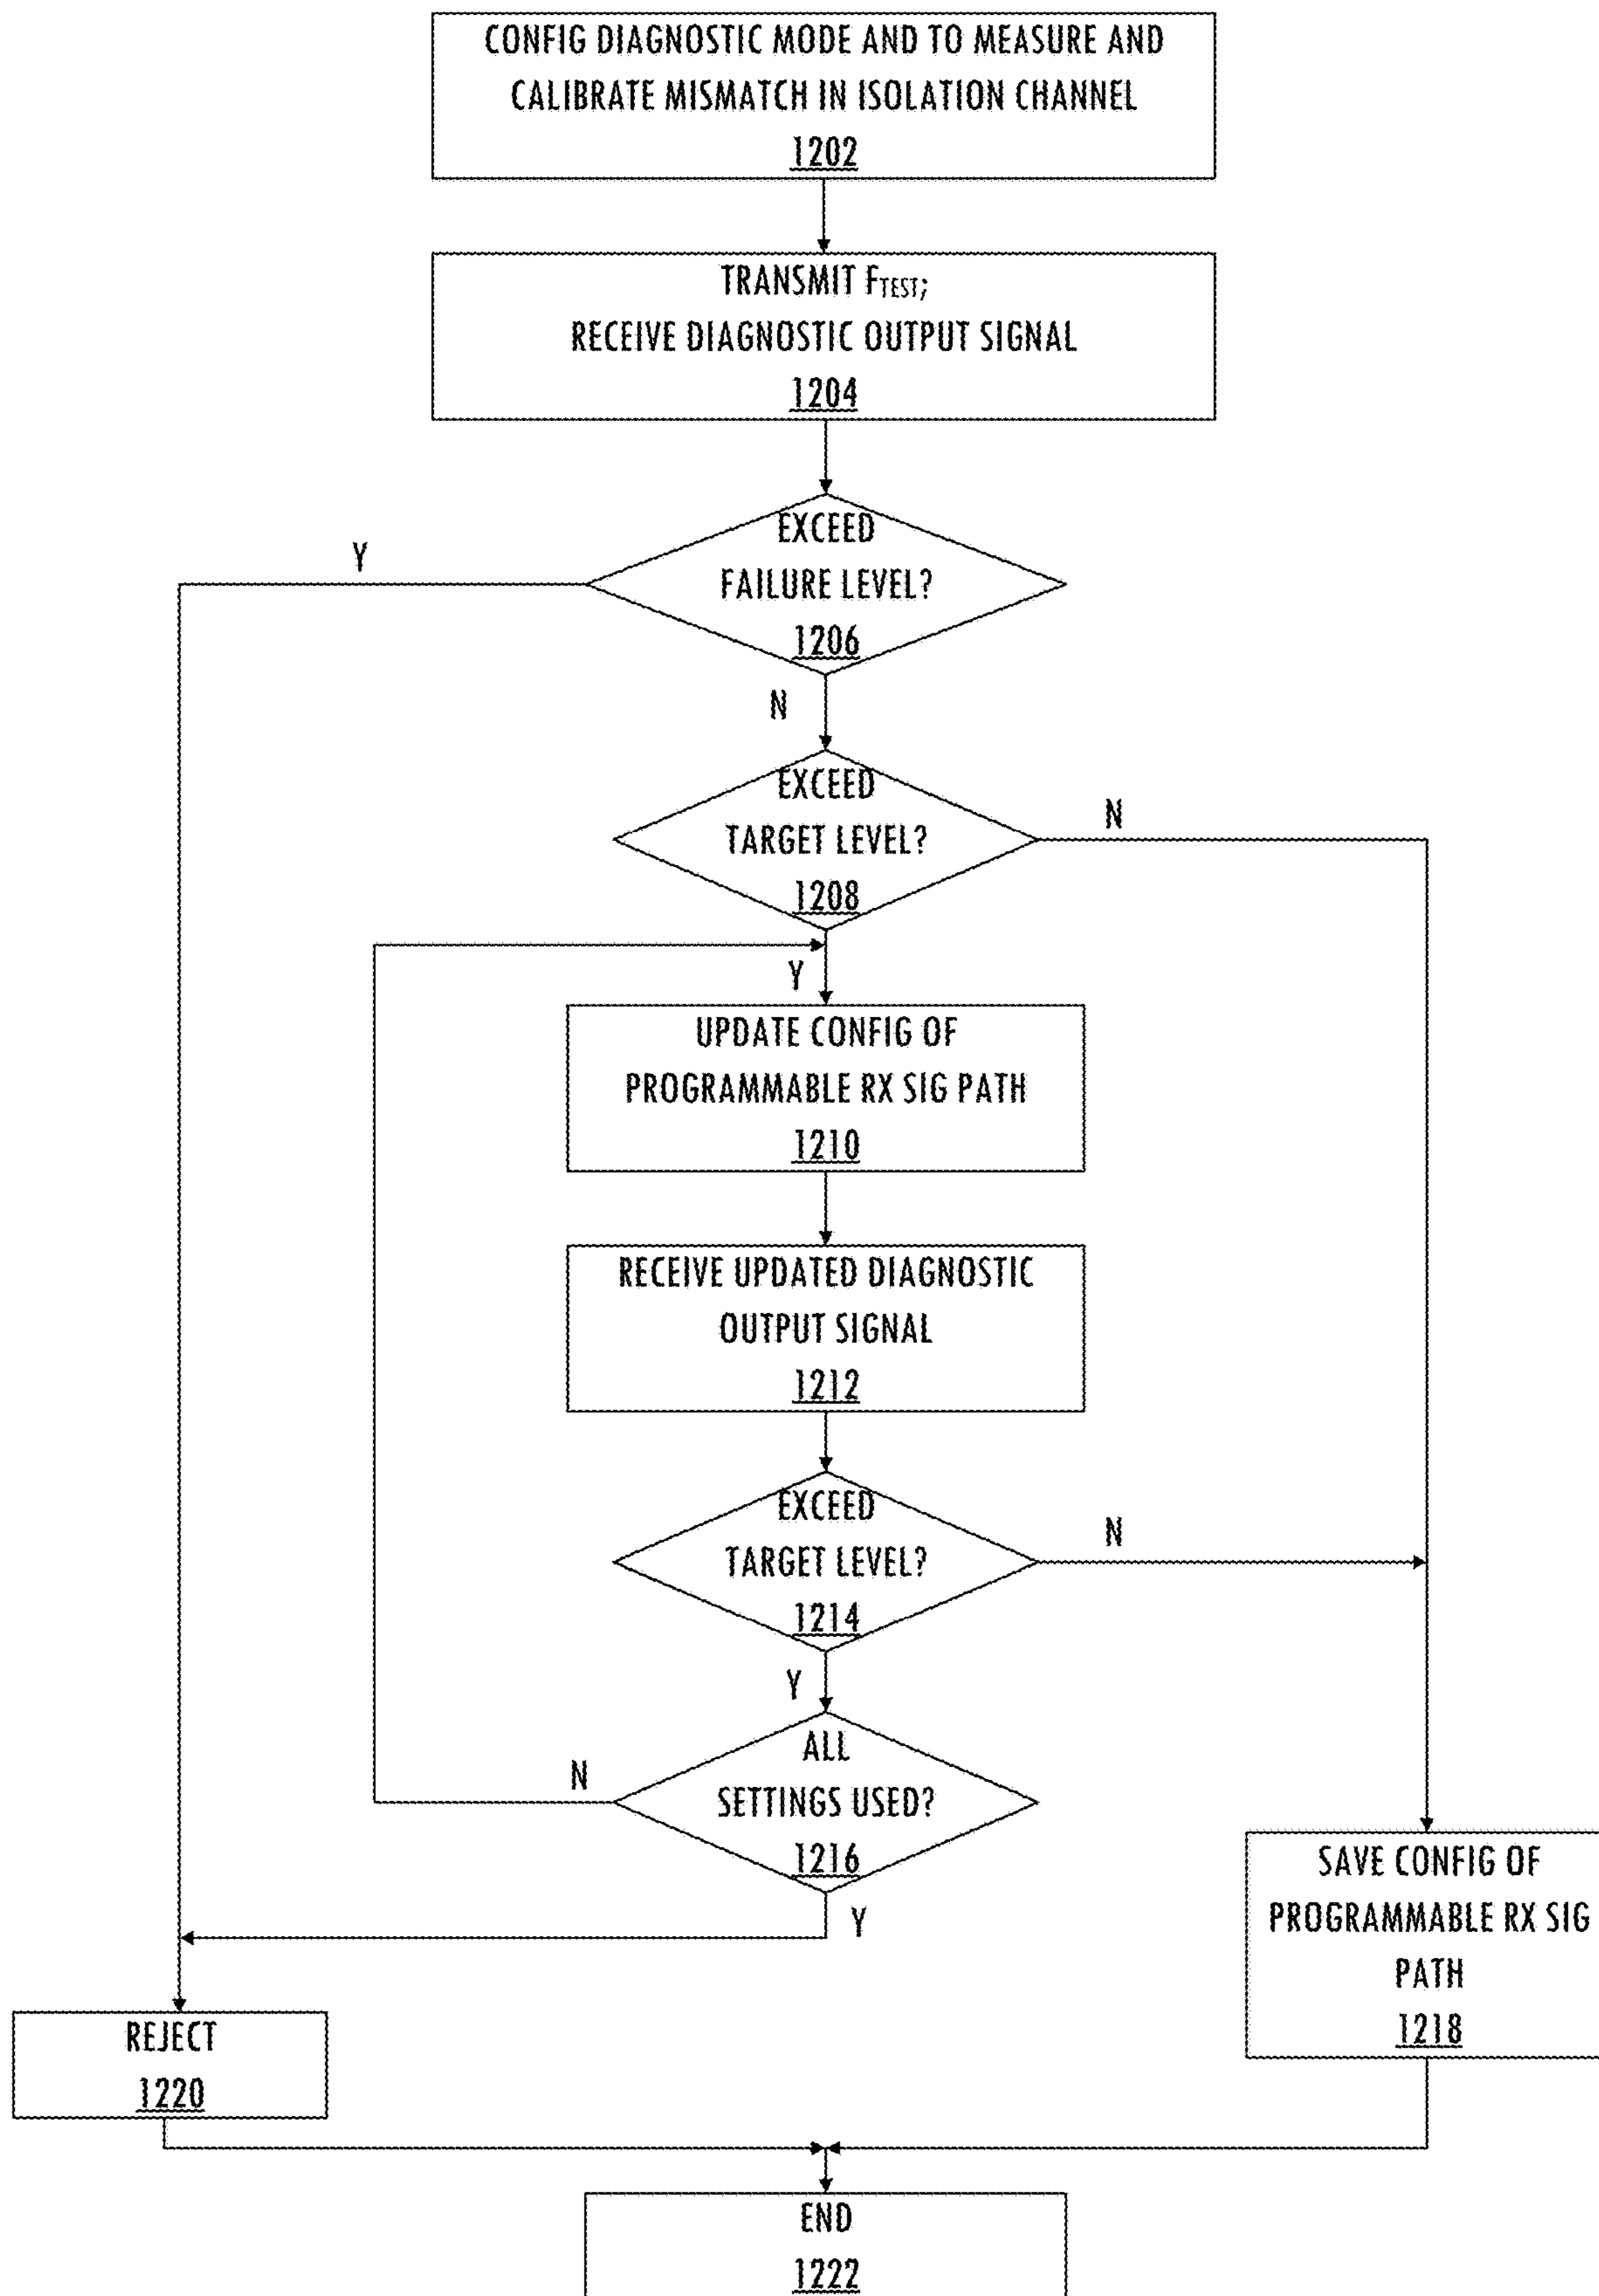 CONFIG DIAGNOSTIC MODE AND TO MEASURE AND
CALIBRATE MISMATCH IN ISOLATION CHANNEL
1202
TRANSMIT FTEST;
RECEIVE DIAGNOSTIC OUTPUT SIGNAL
1204
EXCEED
FAILURE LEVEL?
1206
Y
N
EXCEED
TARGET LEVEL?
1208
N
Y
UPDATE CONFIG OF
PROGRAMMABLE RX SIG PATH
1210
RECEIVE UPDATED DIAGNOSTIC
OUTPUT SIGNAL
1212
EXCEED
TARGET LEVEL?
1214
N
Y
ALL
SETTINGS USED?
1216
N
Y
SAVE CONFIG OF
PROGRAMMABLE RX SIG
PATH
1218
REJECT
1220
END
1222